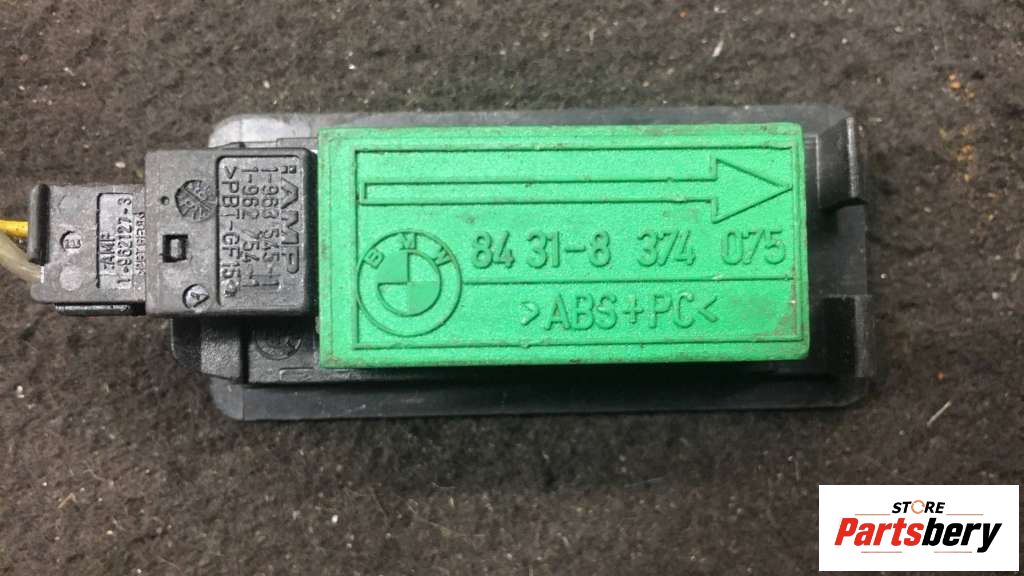 AMP
1-962127-3
B
AMP
1-963 545-1
1-962 754-1
>PBT-GF15<
A
BMW
84 31-8 374 075
>ABS+PC<
STORE
Partsbery